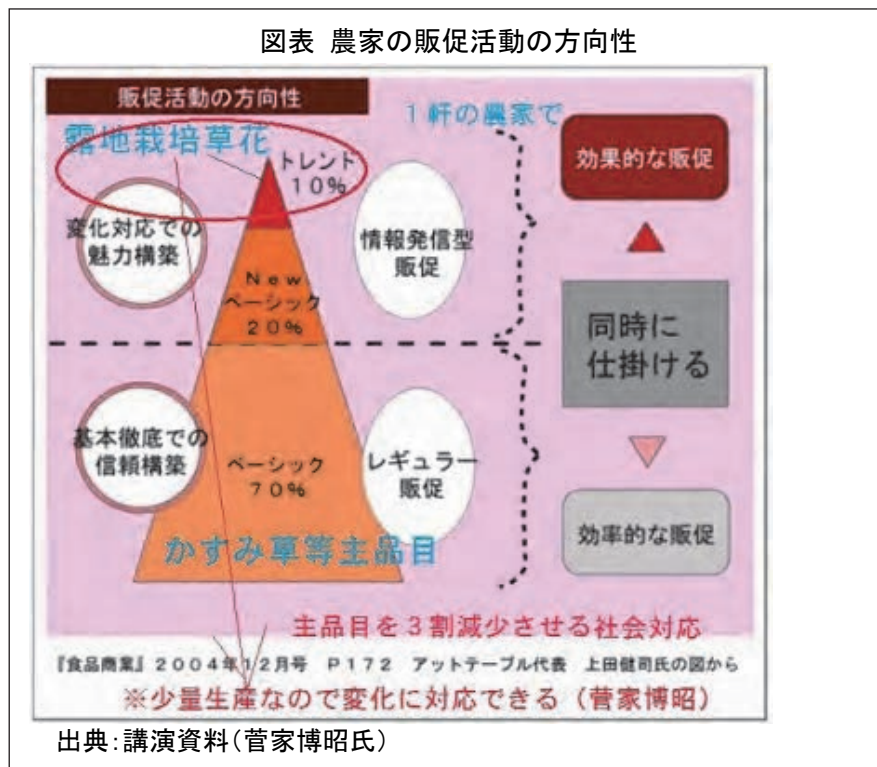 図表 農家の販促活動の方向性
販促活動の方向性
露地栽培草花
1軒の農家で
トレンド
10%
効果的な販促
変化対応での
魅力構築
情報発信型
販促
New
ベーシック
20%
同時に
仕掛ける
基本徹底での
信頼構築
ベーシック
70%
レギュラー
販促
効率的な販促
かすみ草等主品目
主品目を3割減少させる社会対応
『食品商業』2004年12月号 P172 アットテーブル代表 上田健司氏の図から
※少量生産なので変化に対応できる(菅家博昭)
出典:講演資料(菅家博昭氏)